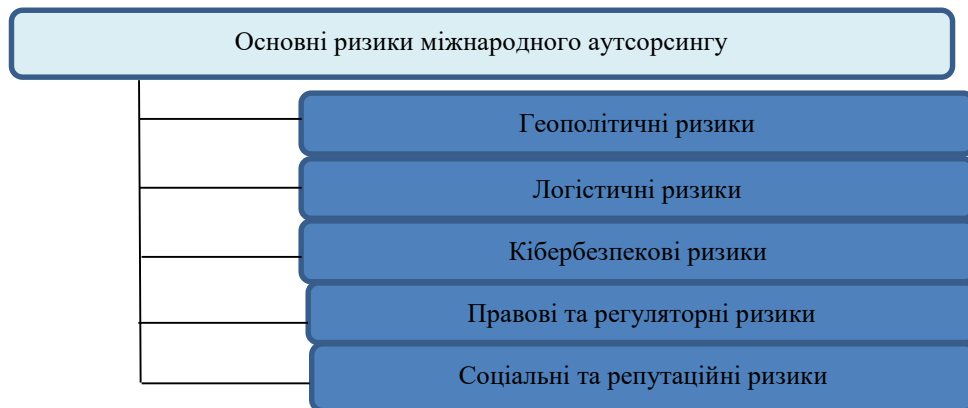 Основні ризики міжнародного аутсорсингу
Геополітичні ризики
Логістичні ризики
Кібербезпекові ризики
Правові та регуляторні ризики
Соціальні та репутаційні ризики